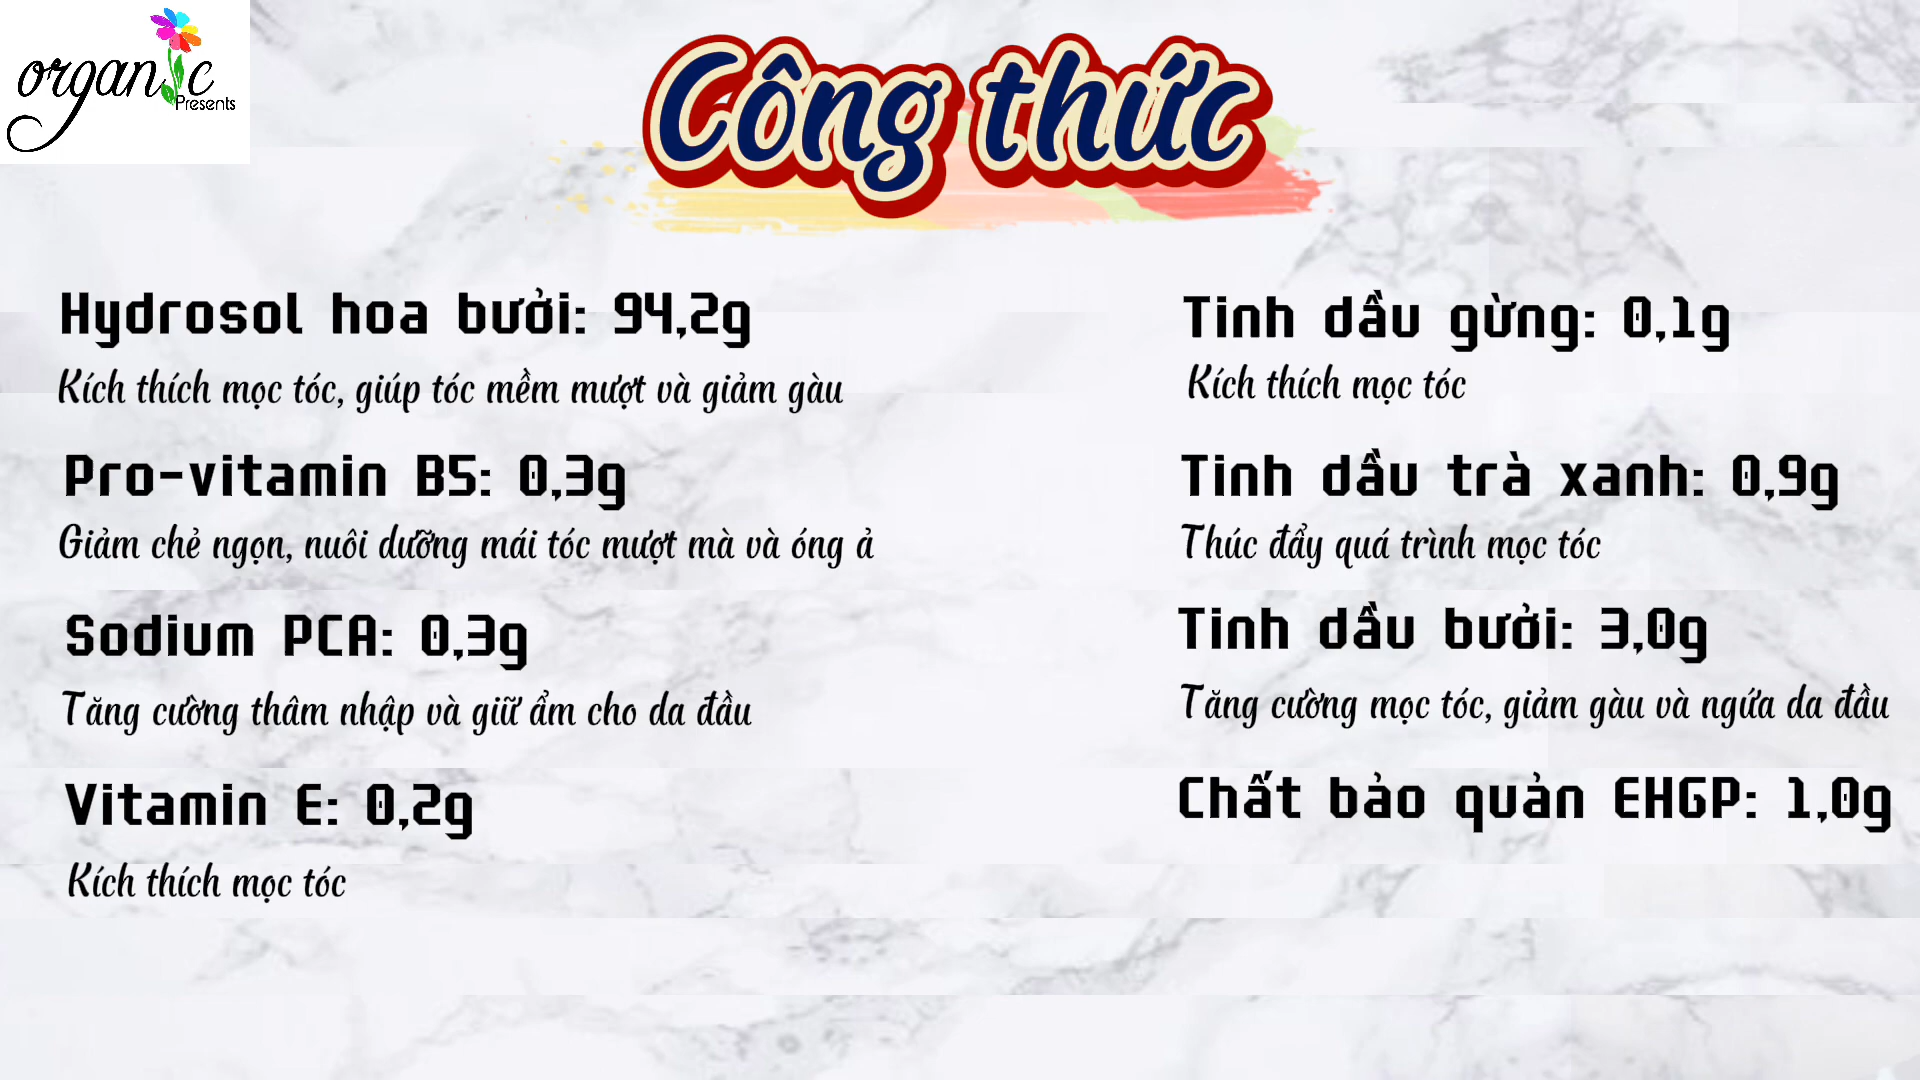 organic
Presents
Công thức
Hydrosol hoa bưởi: 94,2g
Kích thích mọc tóc, giúp tóc mềm mượt và giảm gàu
Pro-vitamin B5: 0,3g
Giảm chẻ ngọn, nuôi dưỡng mái tóc mượt mà và óng ả
Sodium PCA: 0,3g
Tăng cường thâm nhập và giữ ẩm cho da đầu
Vitamin E: 0,2g
Kích thích mọc tóc
Tinh dầu gừng: 0,1g
Kích thích mọc tóc
Tinh dầu trà xanh: 0,9g
Thúc đẩy quá trình mọc tóc
Tinh dầu bưởi: 3,0g
Tăng cường mọc tóc, giảm gàu và ngứa da đầu
Chất bảo quản EHGP: 1,0g